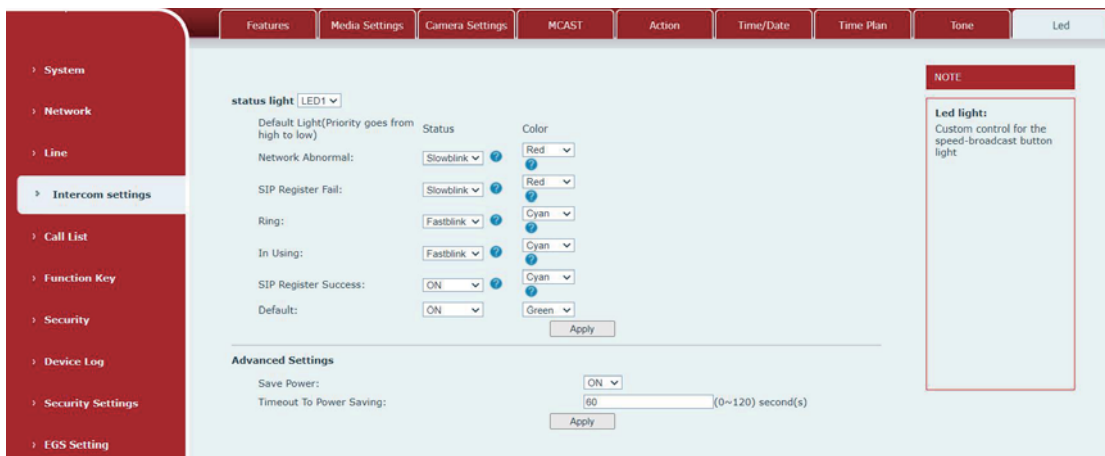 Features Media Settings Camera Settings MCAST Action Time/Date Time Plan Tone Led
› System
› Network
› Line
› Intercom settings
› Call List
› Function Key
› Security
› Device Log
› Security Settings
› EGS Setting
status light LED1
Default Light(Priority goes from high to low) Status Color
Network Abnormal: Slowblink ? Red ?
SIP Register Fail: Slowblink ? Red ?
Ring: Fastblink ? Cyan ?
In Using: Fastblink ? Cyan ?
SIP Register Success: ON ? Cyan ?
Default: ON Green
Apply
Advanced Settings
Save Power: ON
Timeout To Power Saving: 60 (0~120) second(s)
Apply
NOTE
Led light:
Custom control for the
speed-broadcast button
light